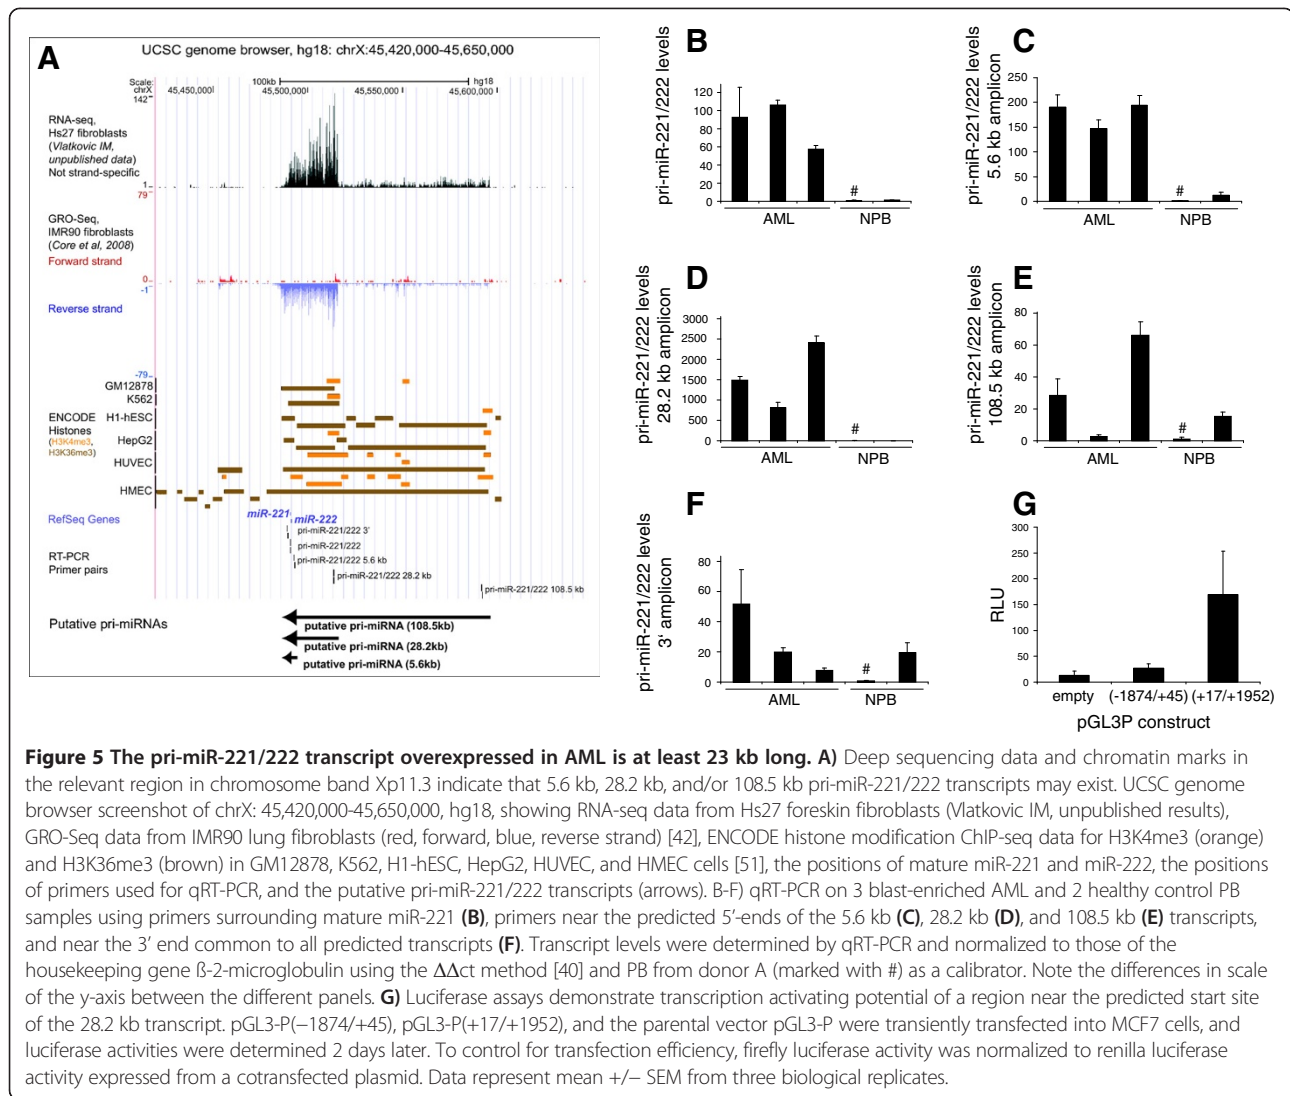 A
UCSC genome browser, hg18: chrX:45,420,000-45,650,000
Scale: 100kb hg18
chrX 45,450,000 45,500,000 45,550,000 45,600,000
142
RNA-seq,
Hs27 fibroblasts
(Vlatkovic IM,
unpublished data)
Not strand-specific
1
79
GRO-Seq,
IMR90 fibroblasts
(Core et al, 2008)
Forward strand
0
-1
Reverse strand
-79
GM12878
K562
ENCODE
Histones
(H3K4me3,
H3K36me3)
H1-hESC
HepG2
HUVEC
HMEC
RefSeq Genes
miR-221
miR-222
RT-PCR
Primer pairs
pri-miR-221/222 3'
pri-miR-221/222
pri-miR-221/222 5.6 kb
pri-miR-221/222 28.2 kb
pri-miR-221/222 108.5 kb
Putative pri-miRNAs
putative pri-miRNA (108.5kb)
putative pri-miRNA (28.2kb)
putative pri-miRNA (5.6kb)
B
pri-miR-221/222 levels
120
100
80
60
40
20
0
#
AML NPB
C
pri-miR-221/222 levels
5.6 kb amplicon
250
200
150
100
50
0
#
AML NPB
D
pri-miR-221/222 levels
28.2 kb amplicon
3000
2500
2000
1500
1000
500
0
#
AML NPB
E
pri-miR-221/222 levels
108.5 kb amplicon
80
60
40
20
0
#
AML NPB
F
pri-miR-221/222 levels
3‘ amplicon
80
60
40
20
0
#
AML NPB
G
RLU
300
250
200
150
100
50
0
empty (-1874/+45) (+17/+1952)
pGL3P construct
Figure 5 The pri-miR-221/222 transcript overexpressed in AML is at least 23 kb long. A) Deep sequencing data and chromatin marks in
the relevant region in chromosome band Xp11.3 indicate that 5.6 kb, 28.2 kb, and/or 108.5 kb pri-miR-221/222 transcripts may exist. UCSC genome
browser screenshot of chrX: 45,420,000-45,650,000, hg18, showing RNA-seq data from Hs27 foreskin fibroblasts (Vlatkovic IM, unpublished results),
GRO-Seq data from IMR90 lung fibroblasts (red, forward, blue, reverse strand) [42], ENCODE histone modification ChIP-seq data for H3K4me3 (orange)
and H3K36me3 (brown) in GM12878, K562, H1-hESC, HepG2, HUVEC, and HMEC cells [51], the positions of mature miR-221 and miR-222, the positions
of primers used for qRT-PCR, and the putative pri-miR-221/222 transcripts (arrows). B-F) qRT-PCR on 3 blast-enriched AML and 2 healthy control PB
samples using primers surrounding mature miR-221 (B), primers near the predicted 5’-ends of the 5.6 kb (C), 28.2 kb (D), and 108.5 kb (E) transcripts,
and near the 3’ end common to all predicted transcripts (F). Transcript levels were determined by qRT-PCR and normalized to those of the
housekeeping gene ß-2-microglobulin using the ΔΔct method [40] and PB from donor A (marked with #) as a calibrator. Note the differences in scale
of the y-axis between the different panels. G) Luciferase assays demonstrate transcription activating potential of a region near the predicted start site
of the 28.2 kb transcript. pGL3-P(−1874/+45), pGL3-P(+17/+1952), and the parental vector pGL3-P were transiently transfected into MCF7 cells, and
luciferase activities were determined 2 days later. To control for transfection efficiency, firefly luciferase activity was normalized to renilla luciferase
activity expressed from a cotransfected plasmid. Data represent mean +/− SEM from three biological replicates.